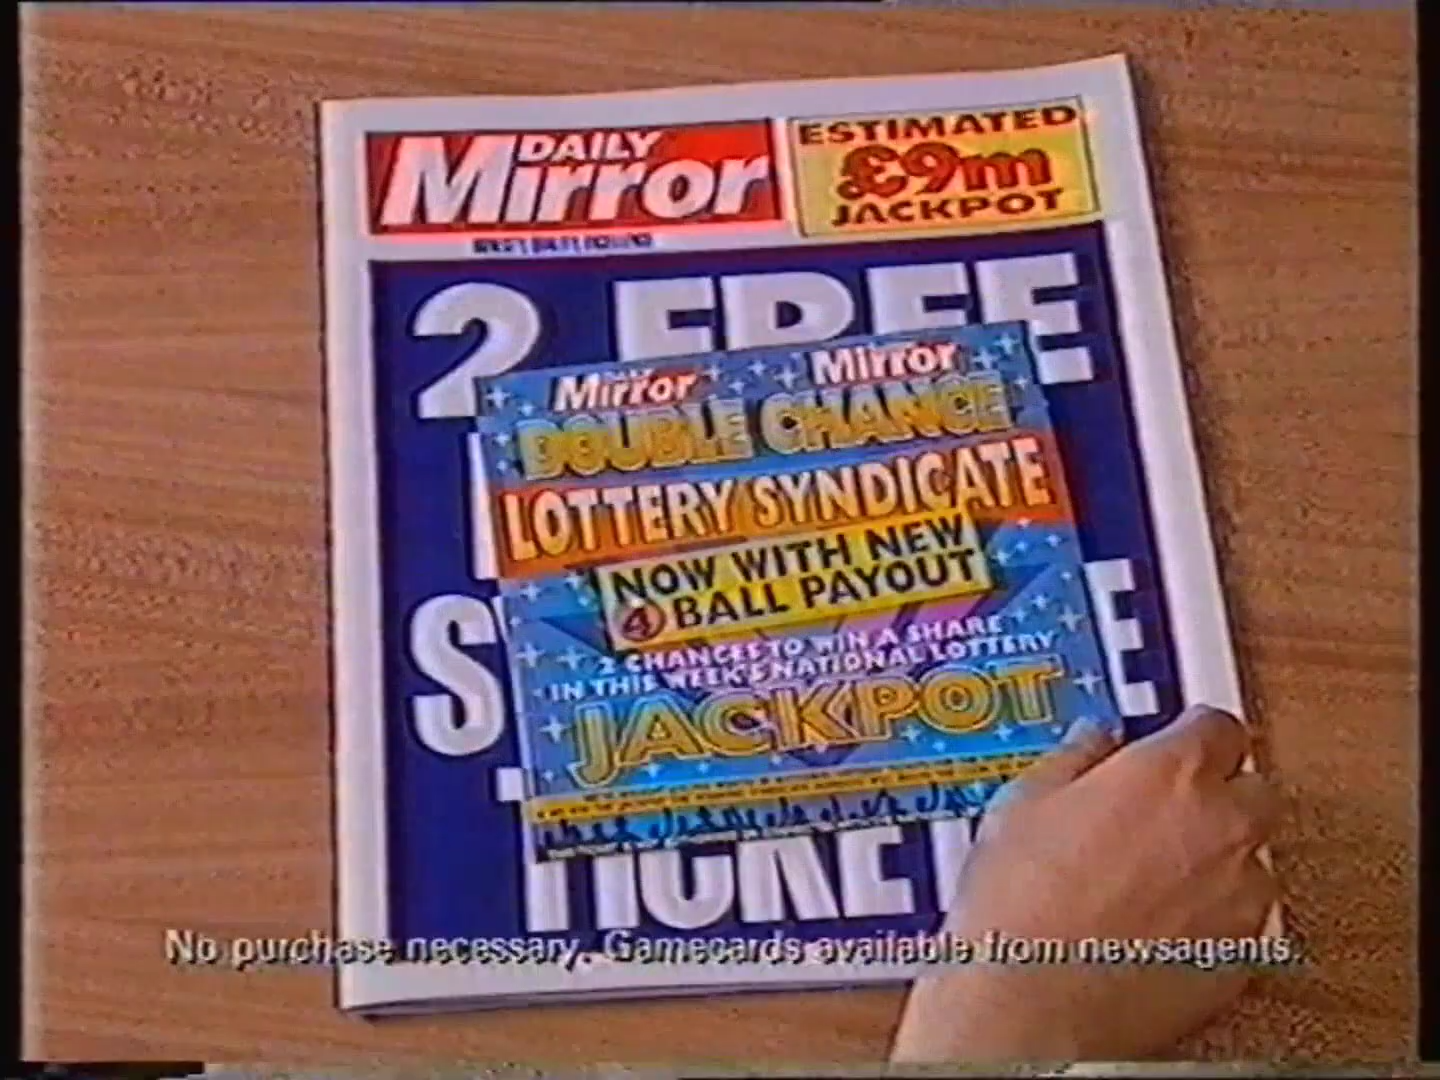 DAILY
Mirror
ESTIMATED
£9m
JACKPOT
2 FREE
Mirror
Mirror
DOUBLE CHANCE
LOTTERY SYNDICATE
NOW WITH NEW
4 BALL PAYOUT
2 CHANCES TO WIN A SHARE
IN THIS WEEK'S NATIONAL LOTTERY
JACKPOT
No purchase necessary. Gamecards available from newsagents.